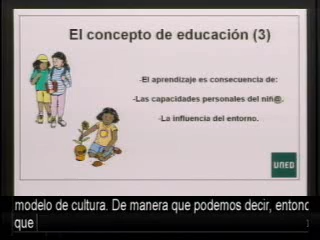 El concepto de educación (3)
-El aprendizaje es consecuencia de:
-Las capacidades personales del niñ@.
-La influencia del entorno.
UNED
modelo de cultura. De manera que podemos decir, entonc
que